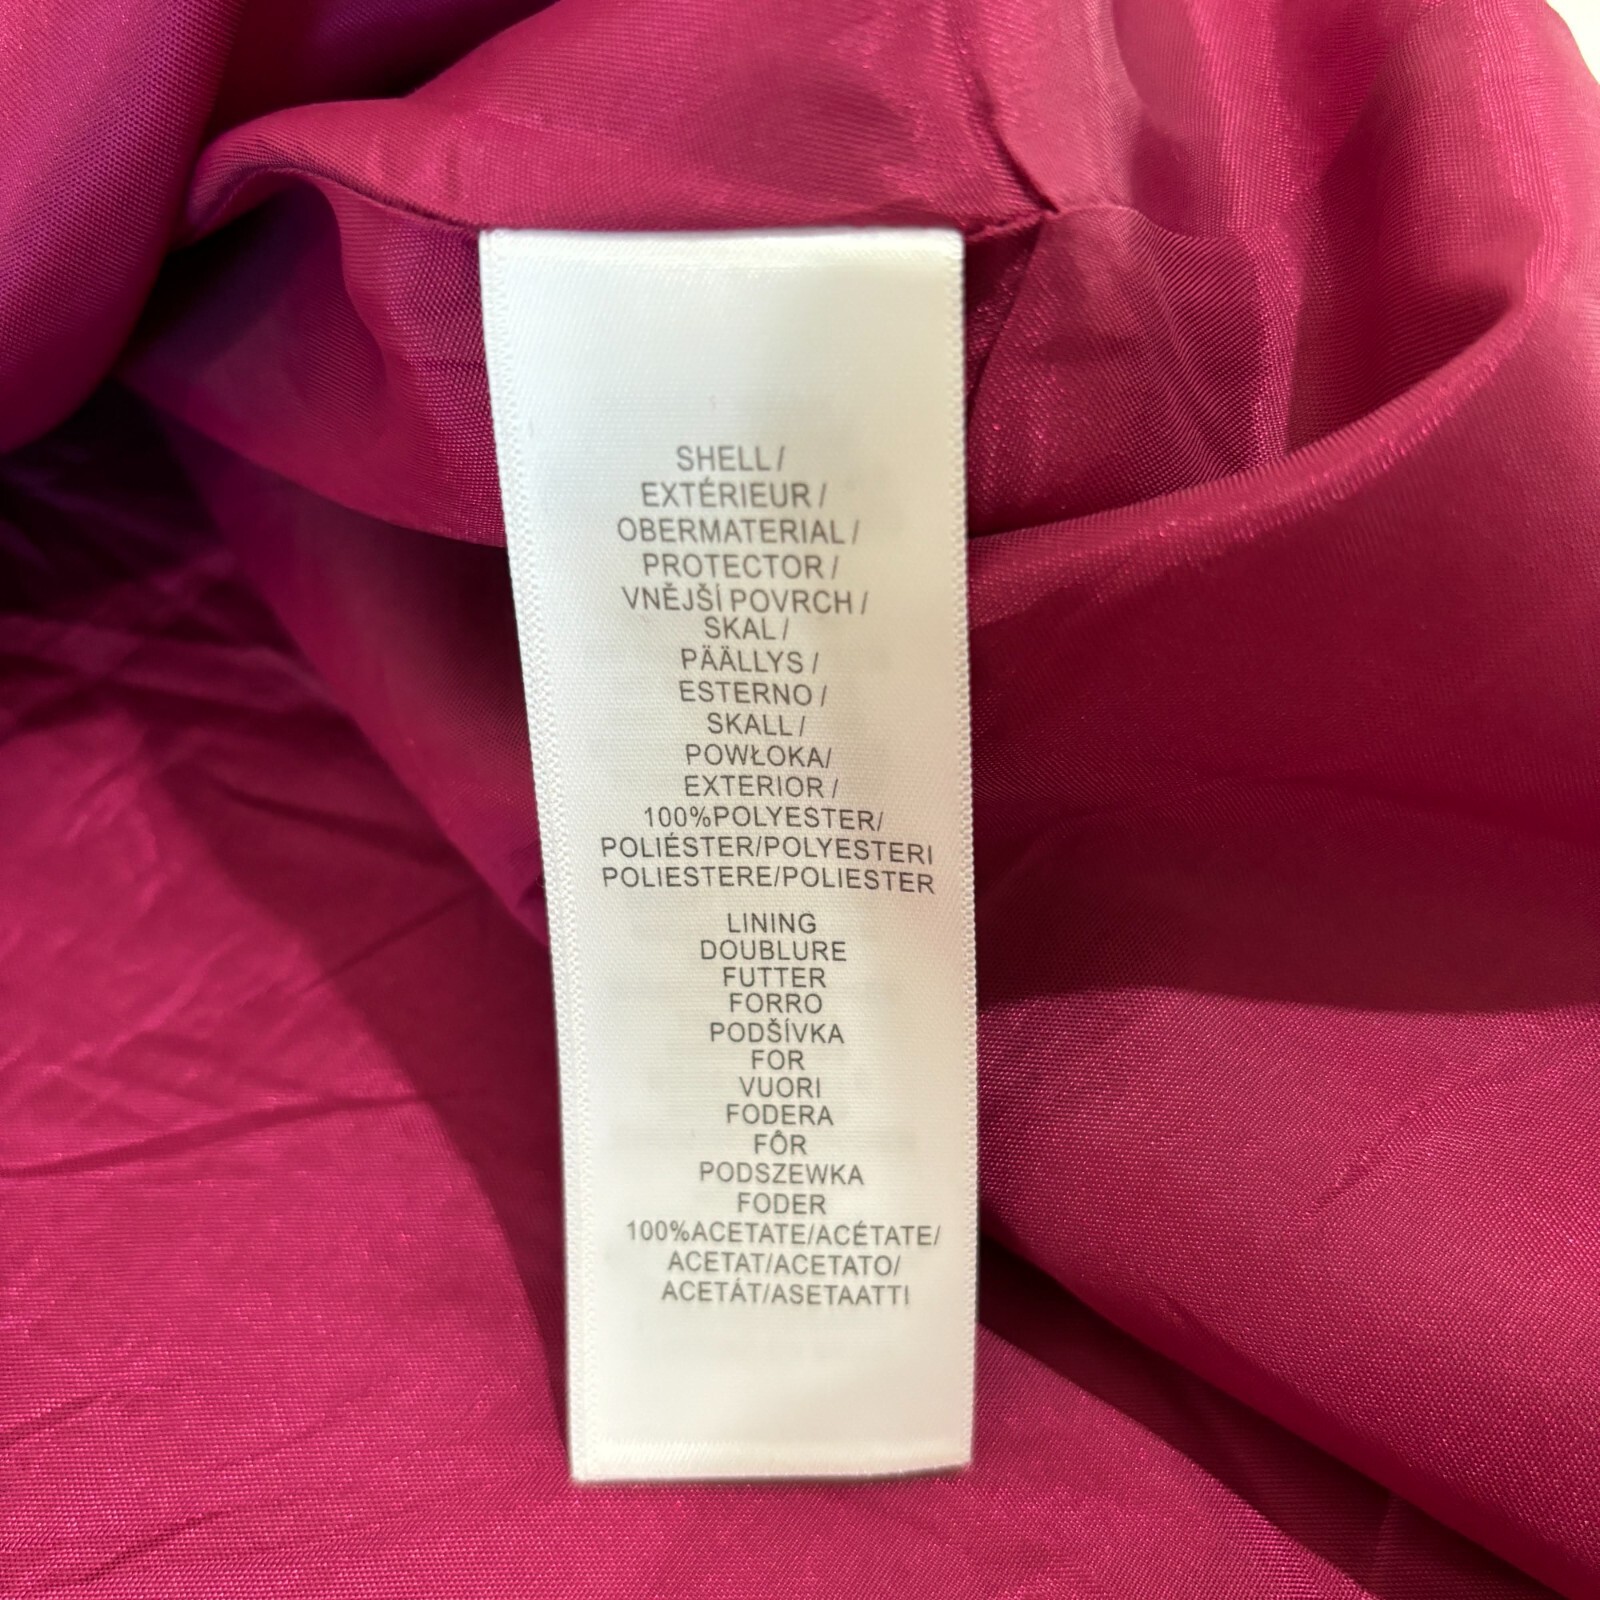 SHELL /
EXTÉRIEUR /
OBERMATERIAL /
PROTECTOR /
VNĚJŠÍ POVRCH /
SKAL /
PÄÄLLYS /
ESTERNO /
SKALL /
POWŁOKA/
EXTERIOR /
100%POLYESTER/
POLIÉSTER/POLYESTERI
POLIESTERE/POLIESTER
LINING
DOUBLURE
FUTTER
FORRO
PODŠÍVKA
FOR
VUORI
FODERA
FÔR
PODSZEWKA
FODER
100%ACETATE/ACÉTATE/
ACETAT/ACETATO/
ACETÁT/ASETAATTI